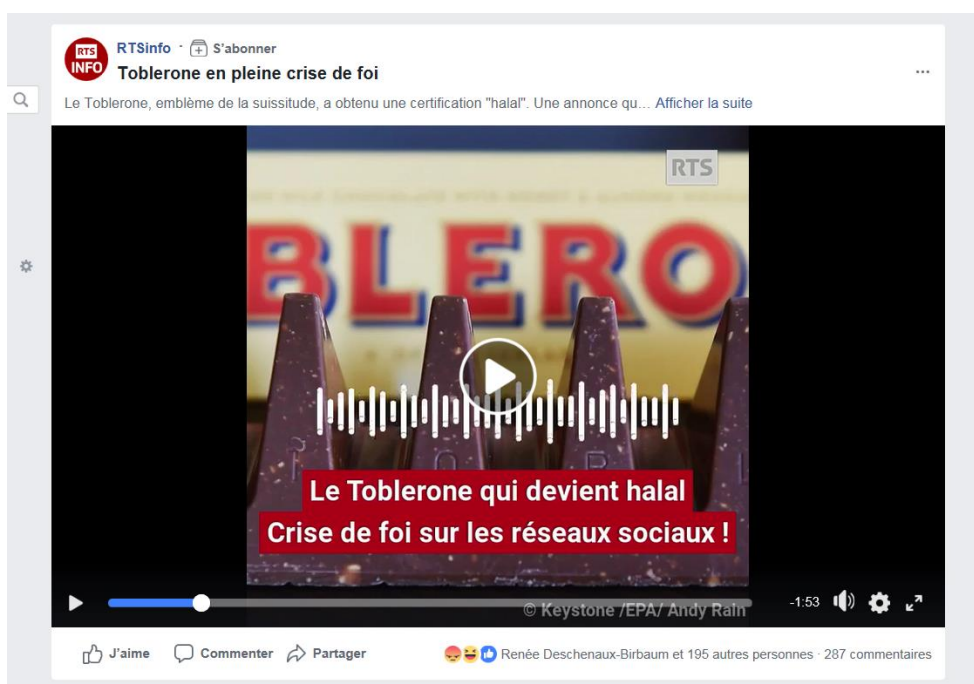 RTS
INFO
RTSinfo · S'abonner
Toblerone en pleine crise de foi
Le Toblerone, emblème de la suissitude, a obtenu une certification "halal". Une annonce qu... Afficher la suite
RTS
BLERO
T O B L
Le Toblerone qui devient halal
Crise de foi sur les réseaux sociaux !
© Keystone /EPA/ Andy Rain
-1:53
J'aime Commenter Partager Renée Deschenaux-Birbaum et 195 autres personnes · 287 commentaires